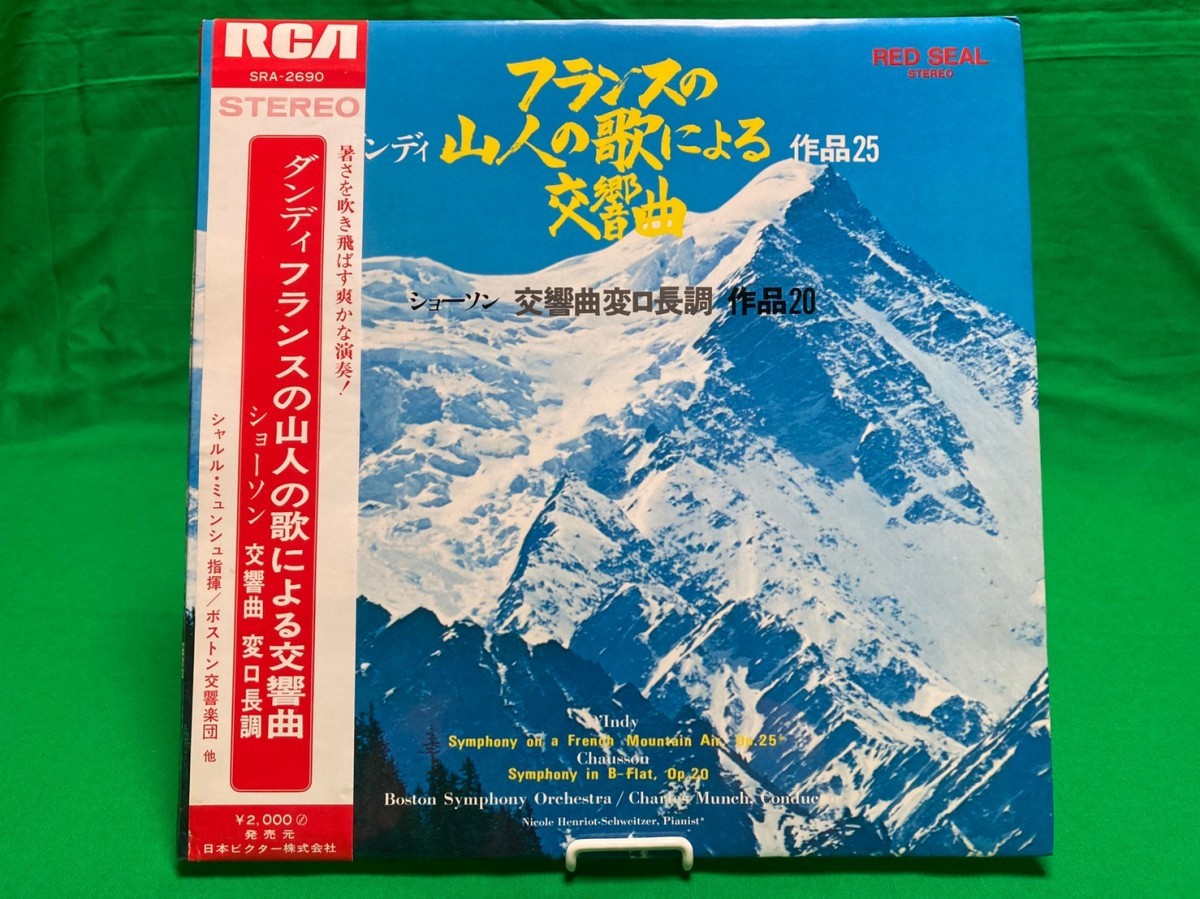 RCA
SRA-2690
STEREO
暑さを吹き飛ばす爽かな演奏!
ダンディ フランスの山人の歌による交響曲
ショーソン 交響曲 変ロ長調
シャルル・ミュンシュ指揮/ボストン交響楽団 他
¥2,000
発売元
日本ビクター株式会社
RED SEAL
STEREO
フランスの
ンディ 山人の歌による 作品25
交響曲
ショーソン 交響曲変ロ長調 作品20
D'Indy
Symphony on a French Mountain Air, Op.25*
Chausson
Symphony in B-Flat, Op.20
Boston Symphony Orchestra / Charles Munch, Conductor
Nicole Henriot-Schweitzer, Pianist*